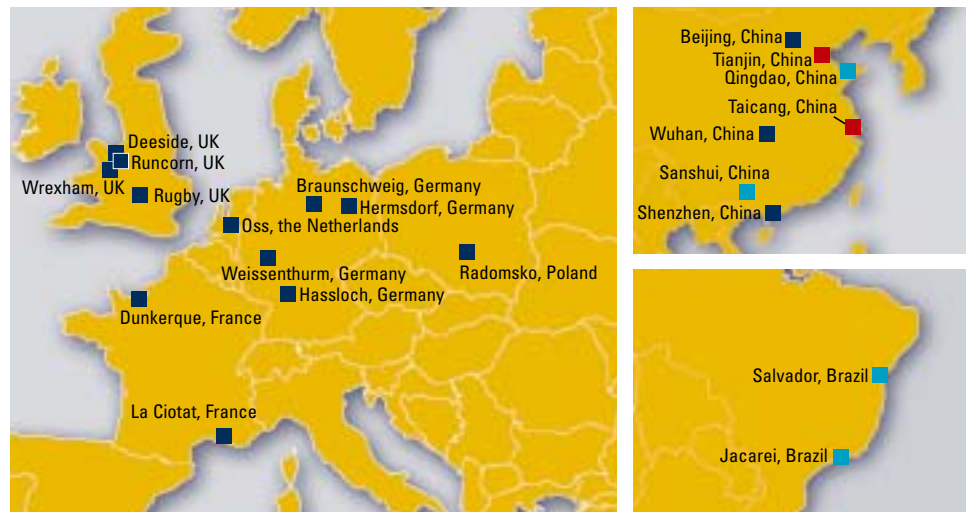 Deeside, UK
Runcorn, UK
Wrexham, UK
Rugby, UK
Braunschweig, Germany
Hermsdorf, Germany
Oss, the Netherlands
Weissenthurm, Germany
Radomsko, Poland
Hassloch, Germany
Dunkerque, France
La Ciotat, France
Beijing, China
Tianjin, China
Qingdao, China
Taicang, China
Wuhan, China
Sanshui, China
Shenzhen, China
Salvador, Brazil
Jacarei, Brazil